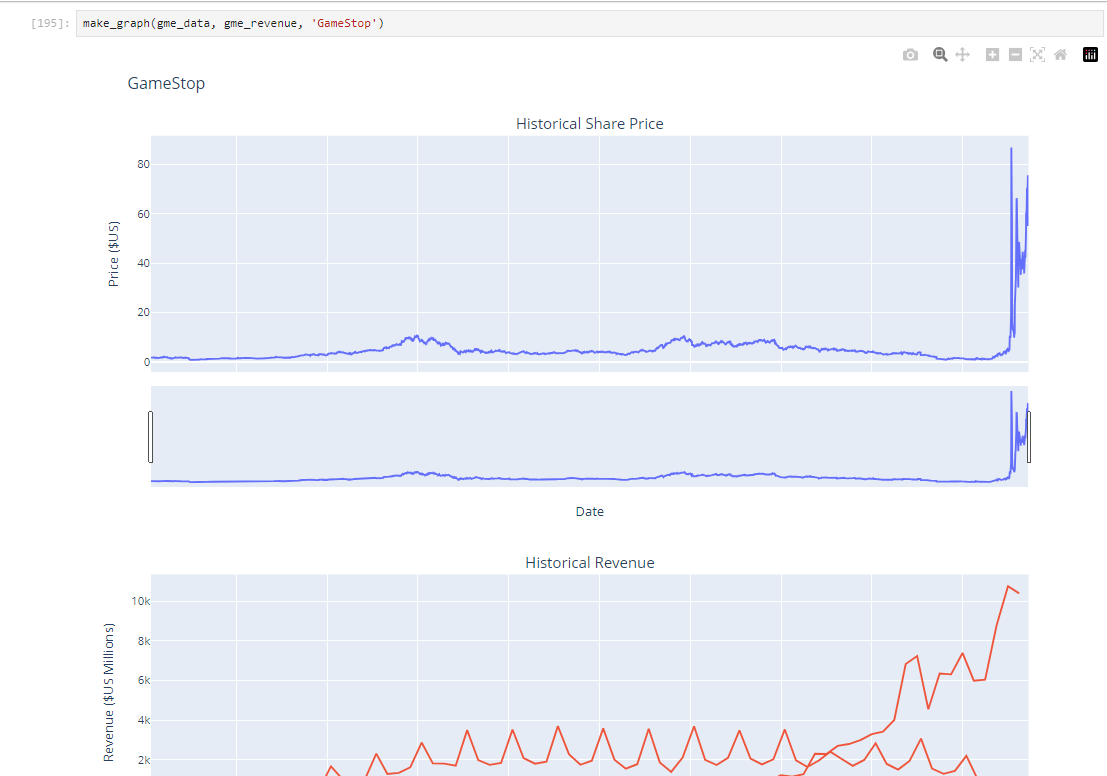 [195]: make_graph(gme_data, gme_revenue, 'GameStop')
GameStop
Historical Share Price
80
60
40
20
0
Price ($US)
Date
Historical Revenue
10k
8k
6k
4k
2k
Revenue ($US Millions)